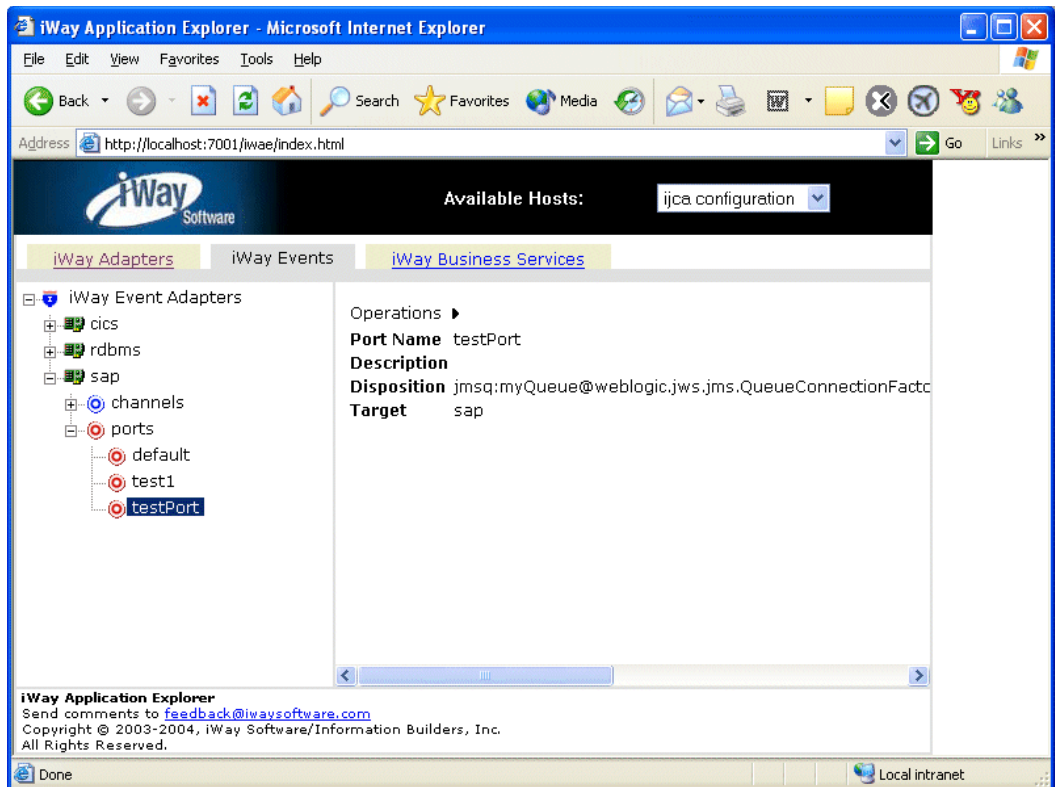 iWay Application Explorer - Microsoft Internet Explorer
File Edit View Favorites Tools Help
Back Search Favorites Media W
Address http://localhost:7001/iwae/index.html Go Links »
iWay Software Available Hosts: ijca configuration
iWay Adapters iWay Events iWay Business Services
iWay Event Adapters
cics
rdbms
sap
channels
ports
default
test1
testPort
Operations
Port Name testPort
Description
Disposition jmsq:myQueue@weblogic.jws.jms.QueueConnectionFacto
Target sap
iWay Application Explorer
Send comments to feedback@iwaysoftware.com
Copyright © 2003-2004, iWay Software/Information Builders, Inc.
All Rights Reserved.
Done Local intranet